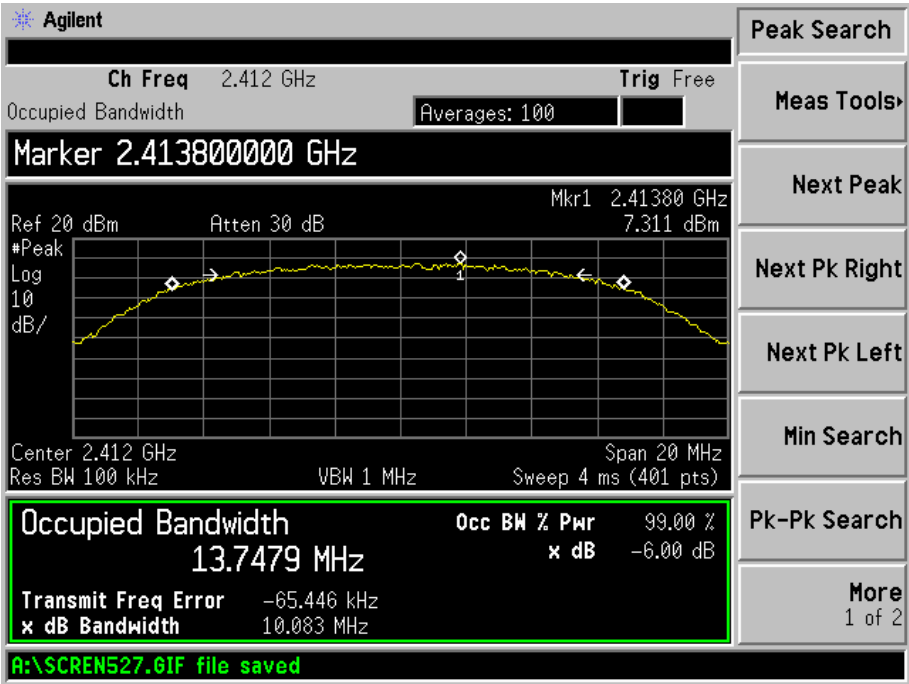 Agilent
Peak Search
Ch Freq 2.412 GHz Trig Free
Occupied Bandwidth Averages: 100
Meas Tools
Marker 2.413800000 GHz
Next Peak
Mkr1 2.41380 GHz
Ref 20 dBm Atten 30 dB 7.311 dBm
#Peak
Log
10
dB/
1
Next Pk Right
Next Pk Left
Center 2.412 GHz Span 20 MHz
Res BW 100 kHz VBW 1 MHz Sweep 4 ms (401 pts)
Min Search
Occupied Bandwidth Occ BW % Pwr 99.00 %
13.7479 MHz x dB -6.00 dB
Pk-Pk Search
Transmit Freq Error -65.446 kHz
x dB Bandwidth 10.083 MHz
More
1 of 2
A:\SCREN527.GIF file saved